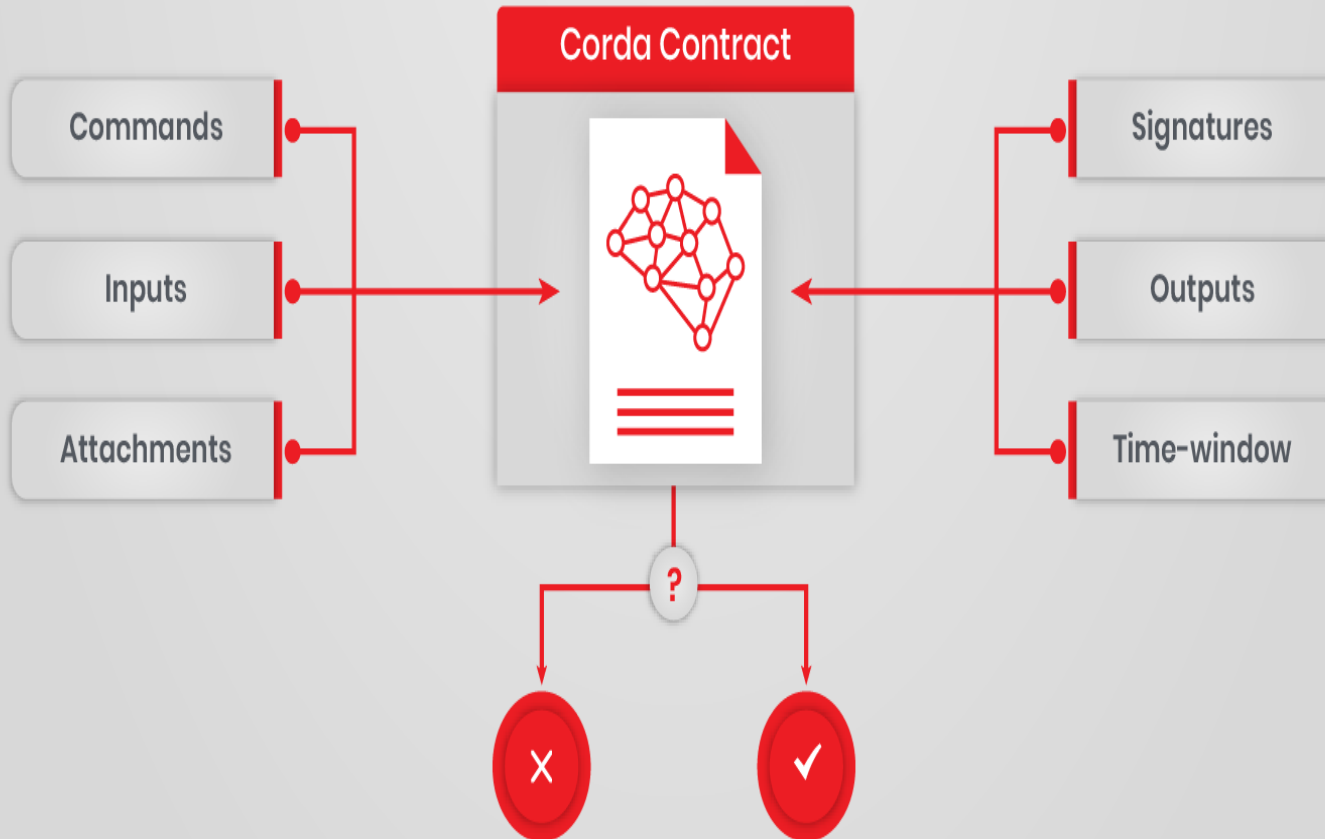 Corda Contract
Commands
Inputs
Attachments
Signatures
Outputs
Time-window
?